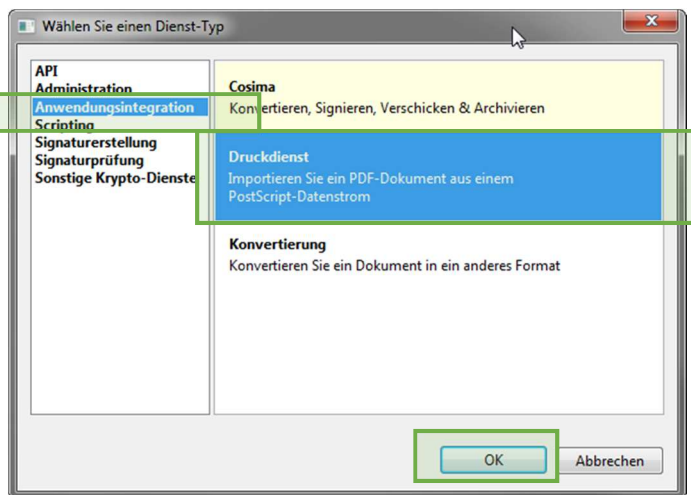 Wählen Sie einen Dienst-Typ
API
Administration
Anwendungsintegration
Scripting
Signaturerstellung
Signaturprüfung
Sonstige Krypto-Dienste
Cosima
Konvertieren, Signieren, Verschicken & Archivieren
Druckdienst
Importieren Sie ein PDF-Dokument aus einem
PostScript-Datenstrom
Konvertierung
Konvertieren Sie ein Dokument in ein anderes Format
OK
Abbrechen